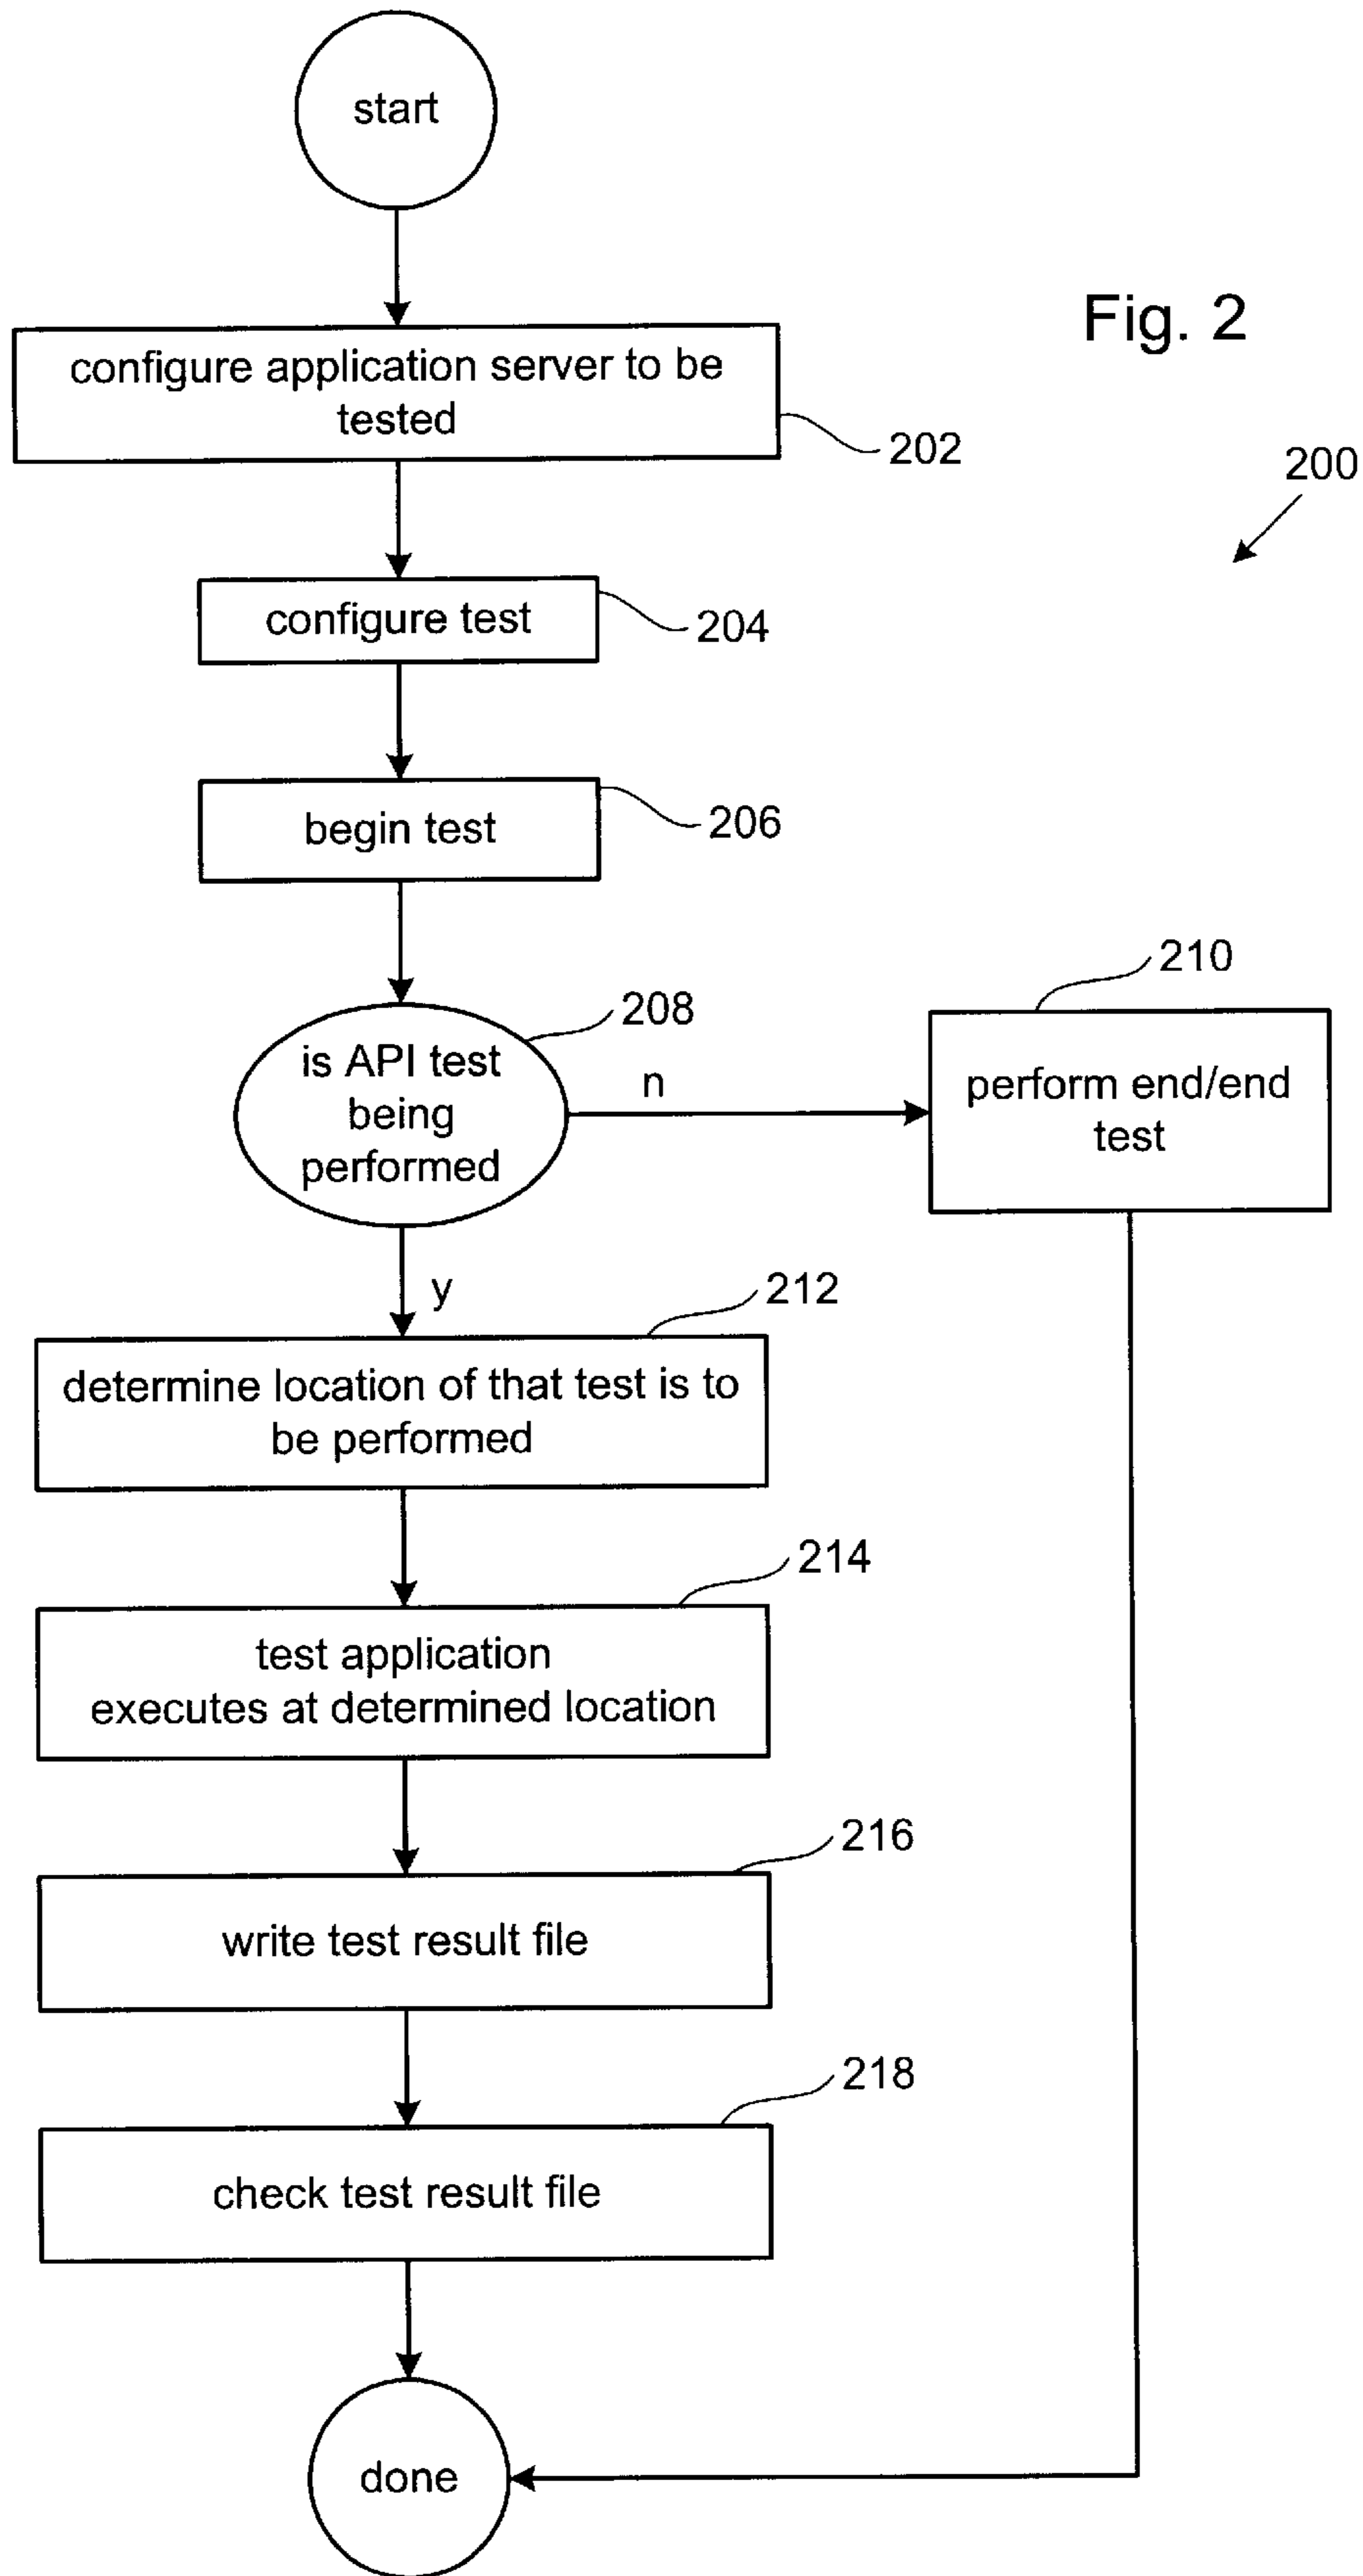 start
Fig. 2
configure application server to be
tested
202
200
configure test
204
begin test
206
210
208
is API test
being
performed
n
perform end/end
test
y
212
determine location of that test is to
be performed
214
test application
executes at determined location
216
write test result file
218
check test result file
done